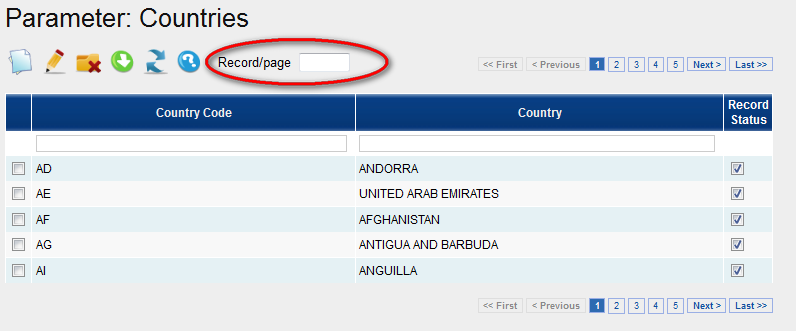 Parameter: Countries
Record/page
<< First < Previous 1 2 3 4 5 Next > Last >>
Country Code Country Record Status
AD ANDORRA
AE UNITED ARAB EMIRATES
AF AFGHANISTAN
AG ANTIGUA AND BARBUDA
AI ANGUILLA
<< First < Previous 1 2 3 4 5 Next > Last >>